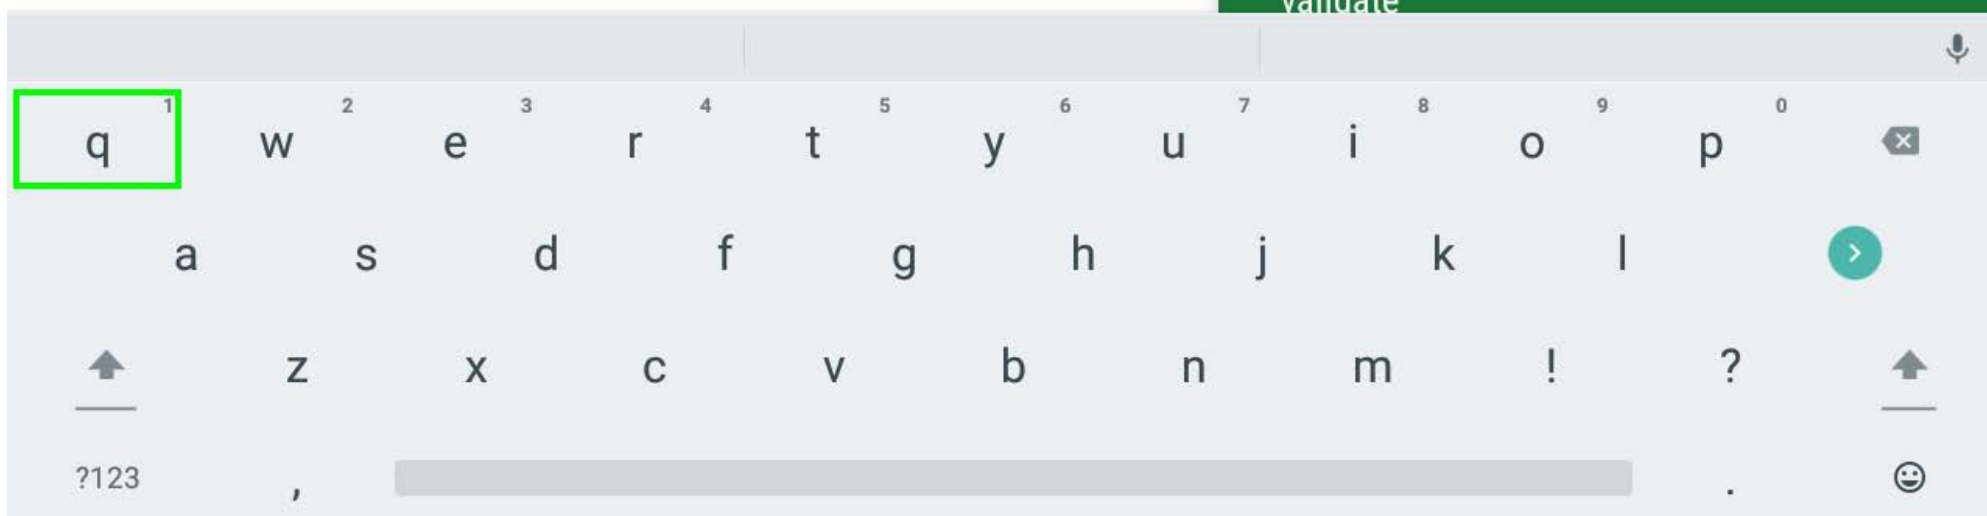 Validate
1 2 3 4 5 6 7 8 9 0
q w e r t y u i o p
a s d f g h j k l
z x c v b n m ! ?
?123 , .